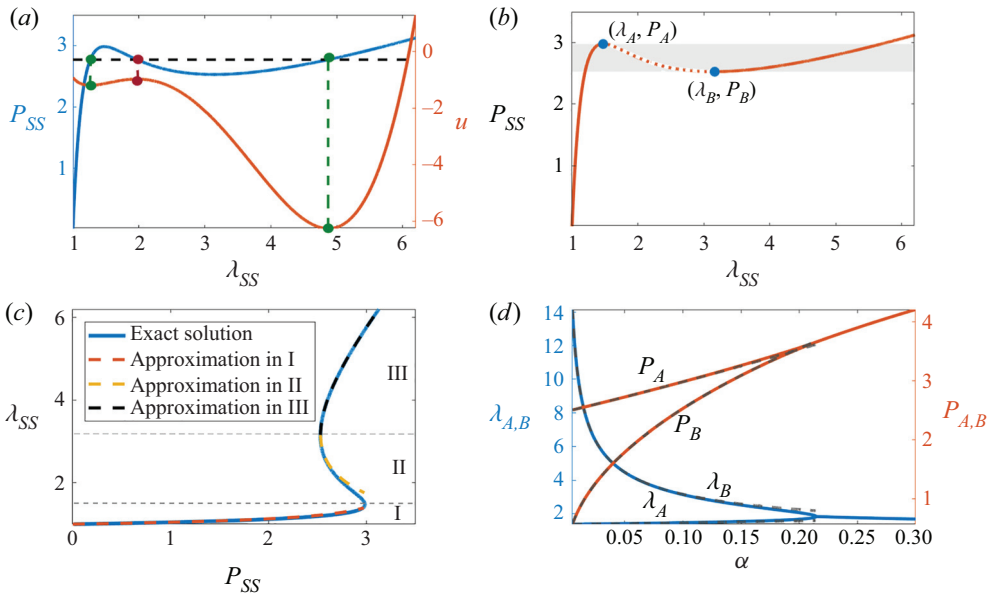 (a)
3
2
1
P_SS
0
−2
−4
−6
u
1 2 3 4 5 6
λ_SS
(b)
4
3
2
1
0
P_SS
(λ_A, P_A)
(λ_B, P_B)
1 2 3 4 5 6
λ_SS
(c)
6
4
2
λ_SS
Exact solution
Approximation in I
Approximation in II
Approximation in III
III
II
I
0 1 2 3
P_SS
(d)
14
12
10
8
6
4
2
λ_A,B
P_A
P_B
λ_B
λ_A
4
3
2
1
P_A,B
0.05 0.10 0.15 0.20 0.25 0.30
α